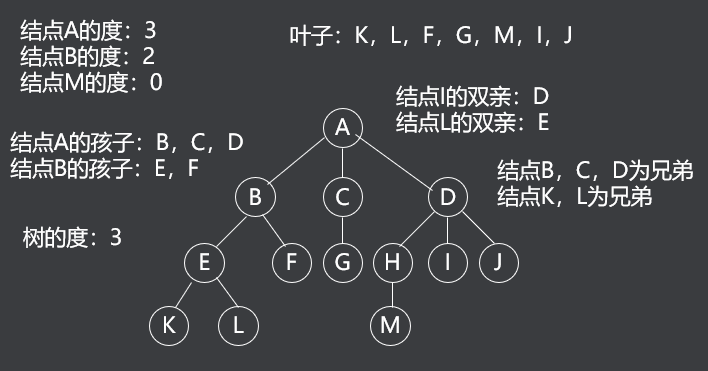 结点A的度：3
结点B的度：2
结点M的度：0
叶子：K，L，F，G，M，I，J
结点I的双亲：D
结点L的双亲：E
结点A的孩子：B，C，D
结点B的孩子：E，F
结点B，C，D为兄弟
结点K，L为兄弟
树的度：3
A
B
C
D
E
F
G
H
I
J
K
L
M